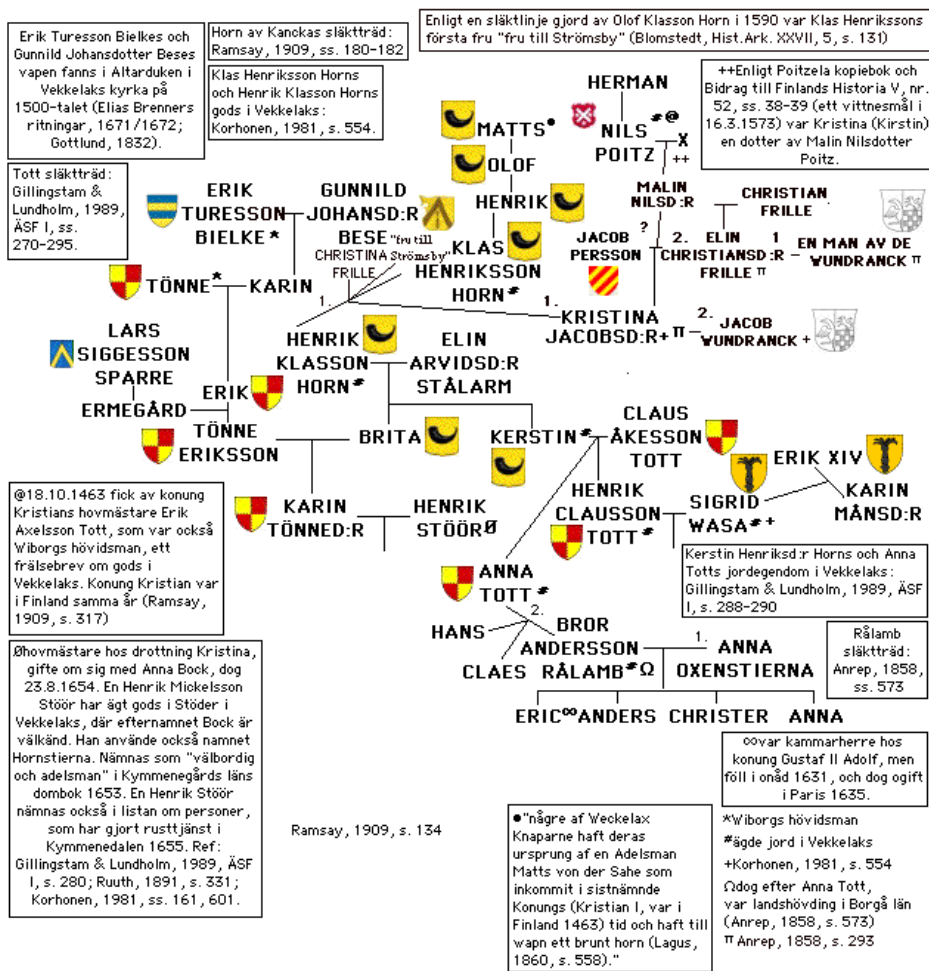 Erik Turesson Bielkes och
Gunnild Johansdotter Beses
vapen fanns i Altarduken i
Vekkelaks kyrka på
1500-talet (Elias Brenners
ritningar, 1671/1672;
Gottlund, 1832).
Horn av Kanckas släktträd:
Ramsay, 1909, ss. 180-182
Klas Henriksson Horns
och Henrik Klasson Horns
gods i Vekkelaks:
Korhonen, 1981, s. 554.
Enligt en släktlinje gjord av Olof Klasson Horn i 1590 var Klas Henrikssons
första fru "fru till Strömsby" (Blomstedt, Hist.Ark. XXVII, 5, s. 131)
++Enligt Poitzela kopiebok och
Bidrag till Finlands Historia V, nr.
52, ss. 38-39 (ett vittnesmål i
16.3.1573) var Kristina (Kirstin)
en dotter av Malin Nilsdotter
Poitz.
Tott släktträd:
Gillingstam &
Lundholm, 1989,
ÄSF I, ss.
270-295.
HERMAN
NILS #@
POITZ
X
++
MATTS●
OLOF
HENRIK
KLAS
HENRIKSSON
HORN#
ERIK
TURESSON
BIELKE *
GUNNILD
JOHANSD:R
BESE
"fru till
Strömsby"
CHRISTINA
FRILLE
MALIN
NILSD:R
?
JACOB
PERSSON
2.
ELIN
CHRISTIANSD:R
FRILLE π
CHRISTIAN
FRILLE
1
EN MAN AV DE
WUNDRANCK π
TÖNNE*
KARIN
1.
1.
KRISTINA
JACOBSD:R+π
2.
JACOB
WUNDRANCK +
LARS
SIGGESSON
SPARRE
ERMEGÅRD
ERIK
HENRIK
KLASSON
HORN#
ELIN
ARVIDSD:R
STÅLARM
TÖNNE
ERIKSSON
BRITA
KERSTIN#
CLAUS
ÅKESSON
TOTT
ERIK XIV
KARIN
MÅNSD:R
KARIN
TÖNNED:R
HENRIK
STÖÖRØ
HENRIK
CLAUSSON
TOTT#
SIGRID
WASA#+
@18.10.1463 fick av konung
Kristians hovmästare Erik
Axelsson Tott, som var också
Wiborgs hövidsman, ett
frälsebrev om gods i
Vekkelaks. Konung Kristian var
i Finland samma år (Ramsay,
1909, s. 317)
Kerstin Henriksd:r Horns och Anna
Totts jordegendom i Vekkelaks:
Gillingstam & Lundholm, 1989, ÄSF
I, s. 288-290
ANNA
TOTT #
2.
HANS
CLAES
BROR
ANDERSSON
RÅLAMB#Ω
1.
ANNA
OXENSTIERNA
Rålamb
släktträd:
Anrep, 1858,
ss. 573
ERIC∞ ANDERS CHRISTER ANNA
Øhovmästare hos drottning Kristina,
gifte om sig med Anna Bock, dog
23.8.1654. En Henrik Mickelsson
Stöör har ägt gods i Stöder i
Vekkelaks, där efternamnet Bock är
välkänd. Han använde också namnet
Hornstierna. Nämnas som "välbordig
och adelsman" i Kymmenegårds läns
dombok 1653. En Henrik Stöör
nämnas också i listan om personer,
som har gjort rusttjänst i
Kymmenedalen 1655. Ref:
Gillingstam & Lundholm, 1989, ÄSF
I, s. 280; Ruuth, 1891, s. 331;
Korhonen, 1981, ss. 161, 601.
Ramsay, 1909, s. 134
●"någre af Weckelax
Knaparne haft deras
ursprung af en Adelsman
Matts von der Sahe som
inkommit i sistnämnde
Konungs (Kristian I, var i
Finland 1463) tid och haft till
wapn ett brunt horn (Lagus,
1860, s. 558)."
∞var kammarherre hos
konung Gustaf II Adolf, men
föll i onåd 1631, och dog ogift
i Paris 1635.
*Wiborgs hövidsman
#ägde jord i Vekkelaks
+Korhonen, 1981, s. 554
Ωdog efter Anna Tott,
var landshövding i Borgå län
(Anrep, 1858, s. 573)
π Anrep, 1858, s. 293